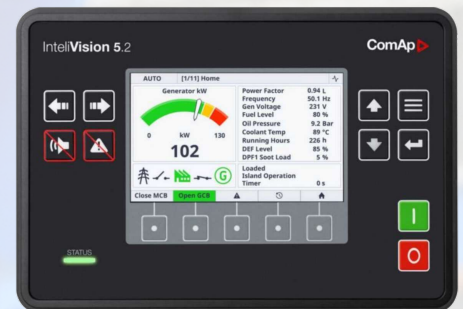 InteliVision 5.2
ComAp
AUTO [1/11] Home
Generator kW
0 kW 130
102
Power Factor 0.94 L
Frequency 50.1 Hz
Gen Voltage 231 V
Fuel Level 80 %
Oil Pressure 9.2 Bar
Coolant Temp 89 °C
Running Hours 226 h
DEF Level 85 %
DPF1 Soot Load 5 %
G
Loaded
Island Operation
Timer 0 s
Close MCB Open GCB
STATUS
I
O